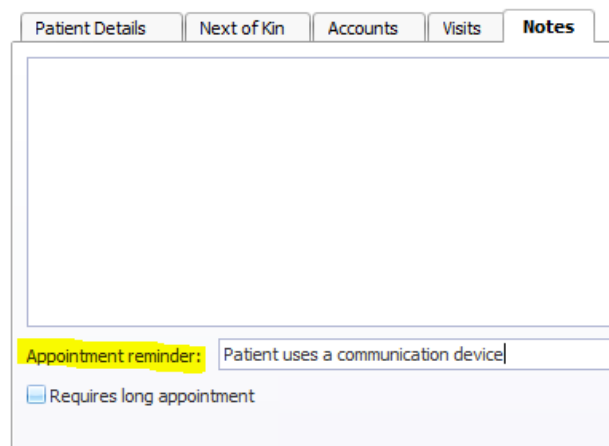 Patient Details Next of Kin Accounts Visits Notes
Appointment reminder: Patient uses a communication device
Requires long appointment